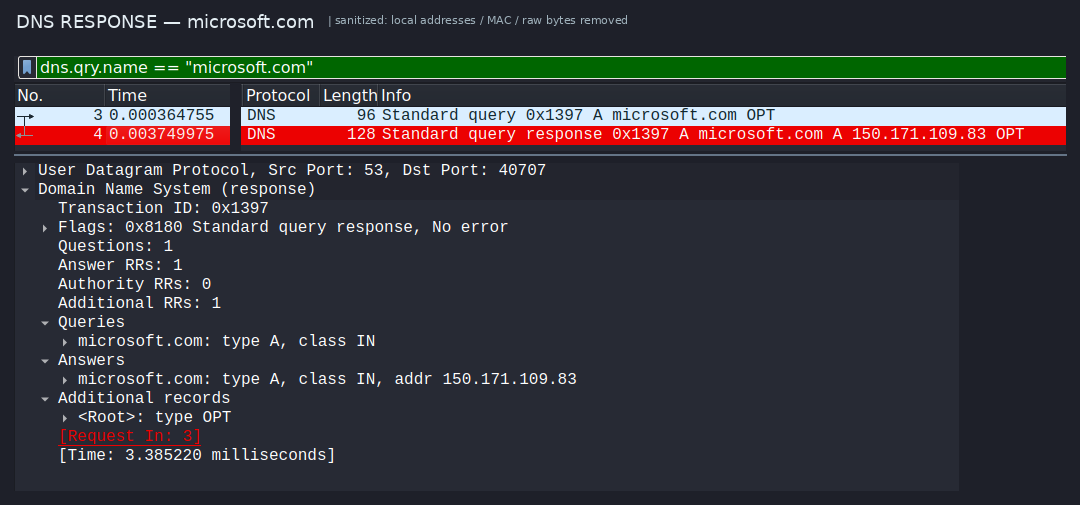 DNS RESPONSE — microsoft.com | sanitized: local addresses / MAC / raw bytes removed
dns.qry.name == "microsoft.com"
No. Time Protocol Length Info
3 0.000364755 DNS 96 Standard query 0x1397 A microsoft.com OPT
4 0.003749975 DNS 128 Standard query response 0x1397 A microsoft.com A 150.171.109.83 OPT
User Datagram Protocol, Src Port: 53, Dst Port: 40707
Domain Name System (response)
Transaction ID: 0x1397
Flags: 0x8180 Standard query response, No error
Questions: 1
Answer RRs: 1
Authority RRs: 0
Additional RRs: 1
Queries
microsoft.com: type A, class IN
Answers
microsoft.com: type A, class IN, addr 150.171.109.83
Additional records
<Root>: type OPT
[Request In: 3]
[Time: 3.385220 milliseconds]